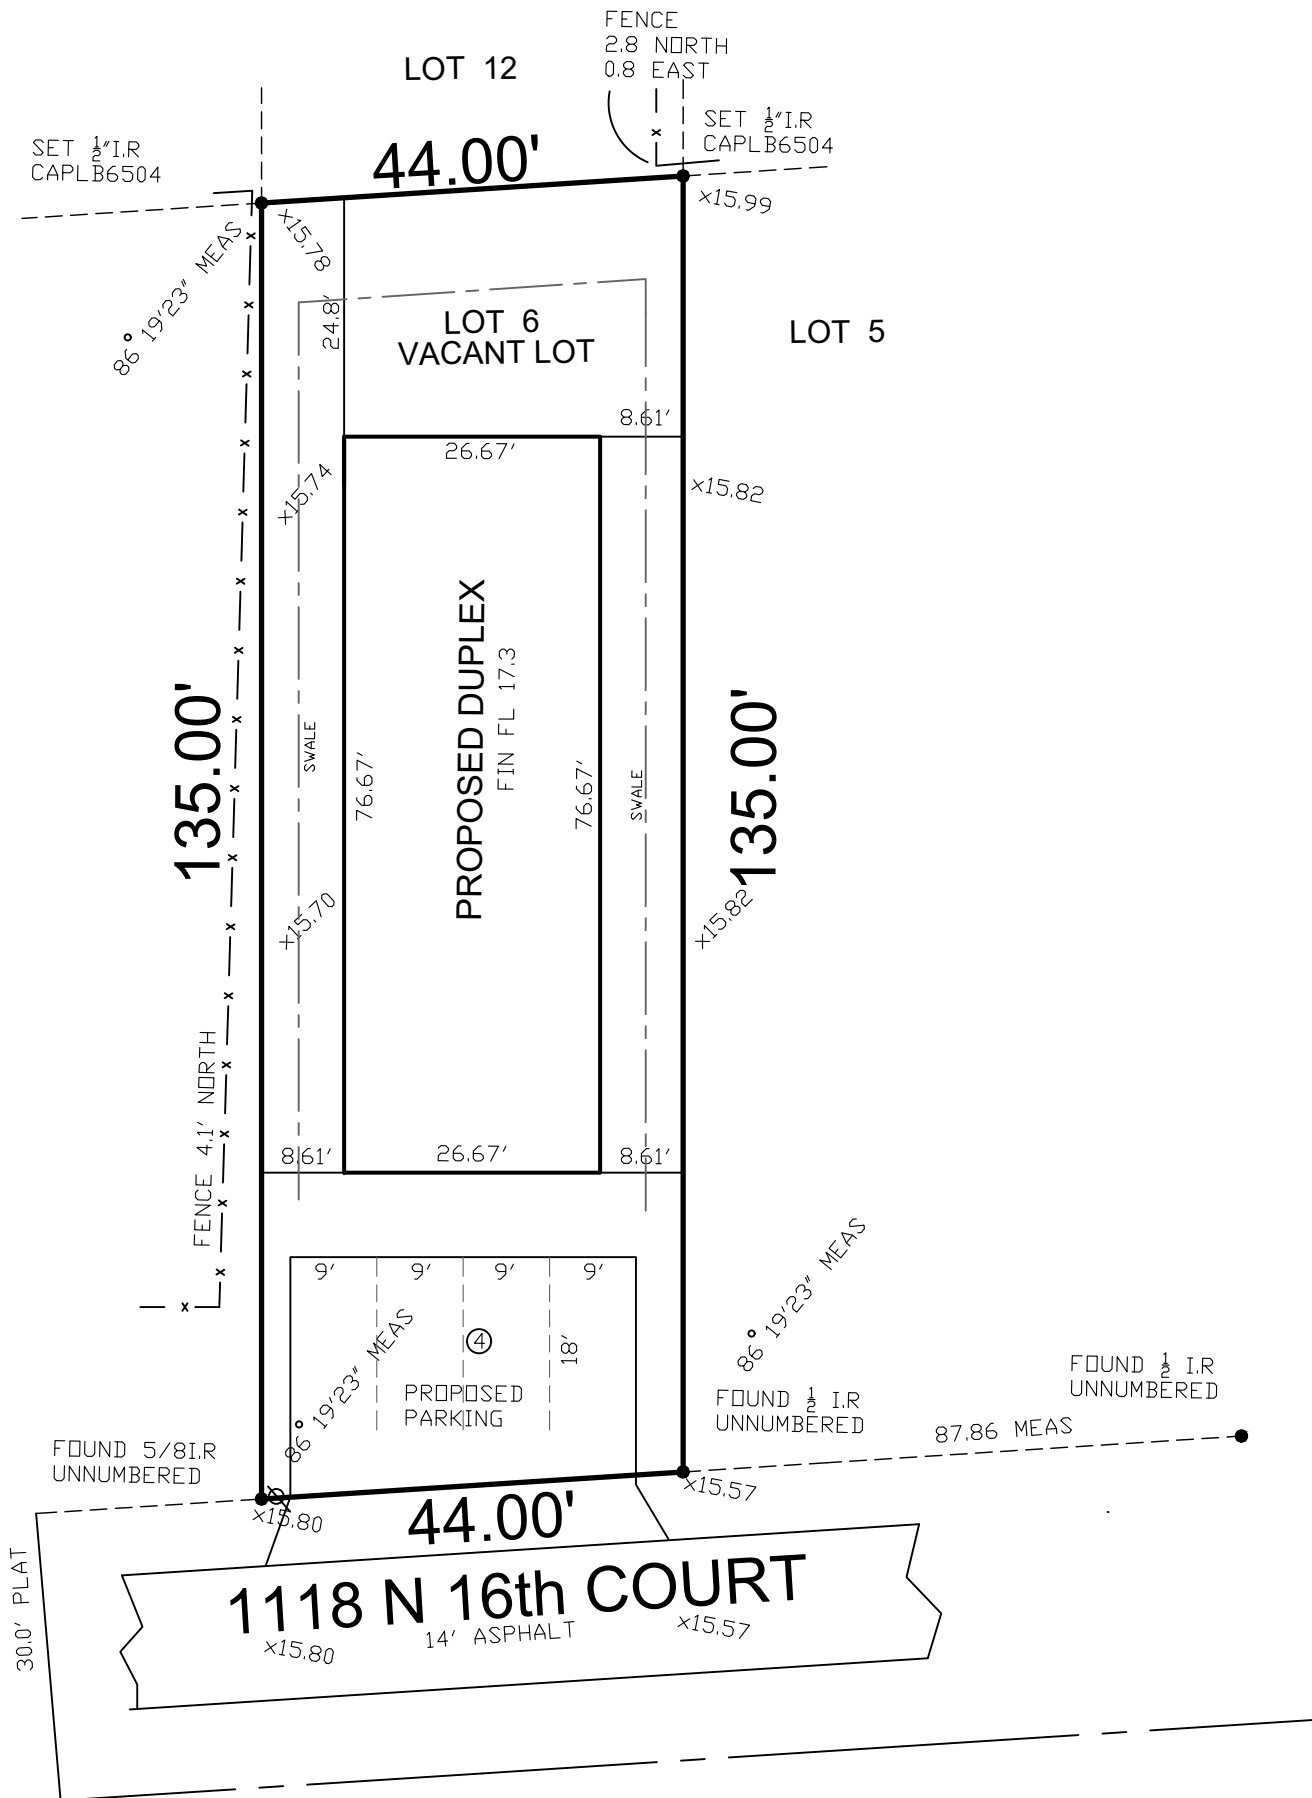 FENCE
2.8 NORTH
0.8 EAST
LOT 12
SET 1/2"I.R
CAPLB6504
SET 1/2"I.R
CAPLB6504
44.00'
x15.99
x15.78
86° 19'23" MEAS
24.8'
LOT 6
VACANT LOT
LOT 5
8.61'
26.67'
x15.74
x15.82
PROPOSED DUPLEX
FIN FL 17.3
135.00'
SWALE
76.67'
76.67'
SWALE
135.00'
x15.70
x15.82
FENCE 4.1' NORTH
8.61'
26.67'
8.61'
9'
9'
9'
9'
4
18'
86° 19'23" MEAS
PROPOSED
PARKING
86° 19'23" MEAS
FOUND 1/2 I.R
UNNUMBERED
FOUND 1/2 I.R
UNNUMBERED
87.86 MEAS
FOUND 5/8I.R
UNNUMBERED
x15.80
44.00'
x15.57
1118 N 16th COURT
x15.80
14' ASPHALT
x15.57
30.0' PLAT